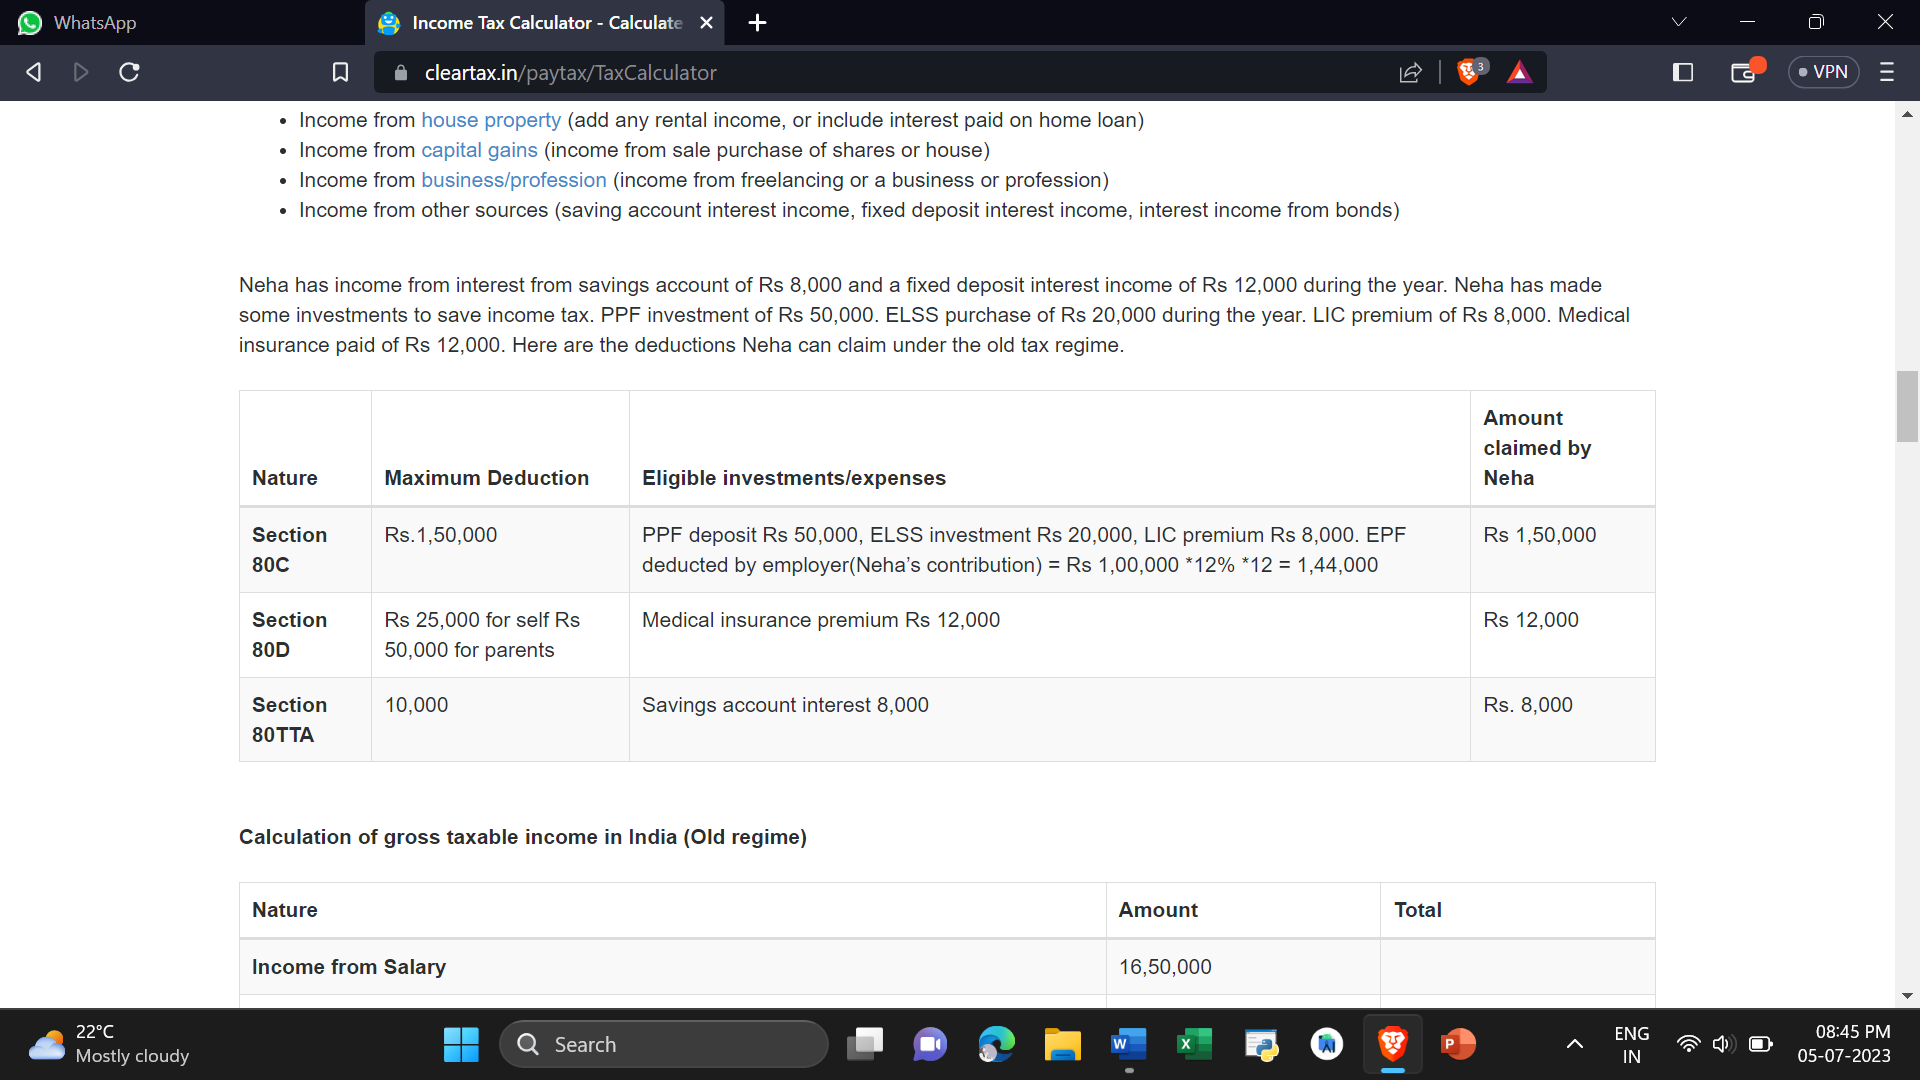 WhatsApp
Income Tax Calculator - Calculate
cleartax.in/paytax/TaxCalculator
3
VPN
• Income from house property (add any rental income, or include interest paid on home loan)
• Income from capital gains (income from sale purchase of shares or house)
• Income from business/profession (income from freelancing or a business or profession)
• Income from other sources (saving account interest income, fixed deposit interest income, interest income from bonds)
Neha has income from interest from savings account of Rs 8,000 and a fixed deposit interest income of Rs 12,000 during the year. Neha has made
some investments to save income tax. PPF investment of Rs 50,000. ELSS purchase of Rs 20,000 during the year. LIC premium of Rs 8,000. Medical
insurance paid of Rs 12,000. Here are the deductions Neha can claim under the old tax regime.
Nature
Maximum Deduction
Eligible investments/expenses
Amount
claimed by
Neha
Section
80C
Rs.1,50,000
PPF deposit Rs 50,000, ELSS investment Rs 20,000, LIC premium Rs 8,000. EPF
deducted by employer(Neha’s contribution) = Rs 1,00,000 *12% *12 = 1,44,000
Rs 1,50,000
Section
80D
Rs 25,000 for self Rs
50,000 for parents
Medical insurance premium Rs 12,000
Rs 12,000
Section
80TTA
10,000
Savings account interest 8,000
Rs. 8,000
Calculation of gross taxable income in India (Old regime)
Nature
Amount
Total
Income from Salary
16,50,000
22°C
Mostly cloudy
Search
W
X
AI
P
ENG
IN
08:45 PM
05-07-2023